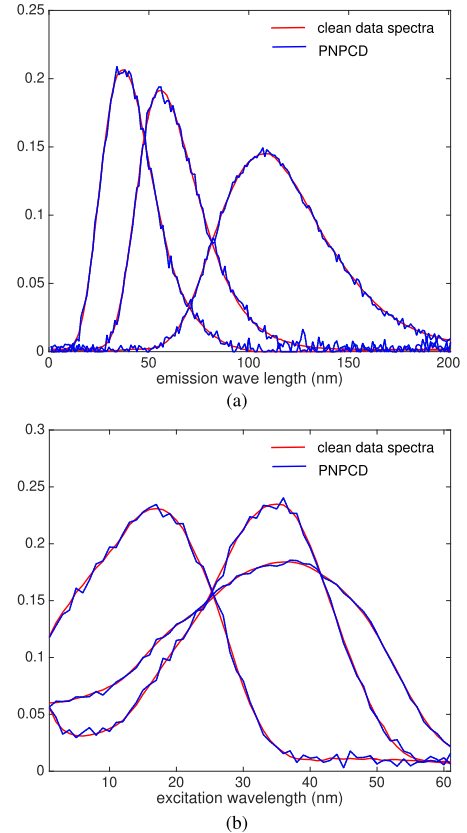 0.25
clean data spectra
PNPCD
0.2
0.15
0.1
0.05
0
0 50 100 150 200
emission wave length (nm)
(a)
0.3
clean data spectra
PNPCD
0.25
0.2
0.15
0.1
0.05
0
10 20 30 40 50 60
excitation wavelength (nm)
(b)